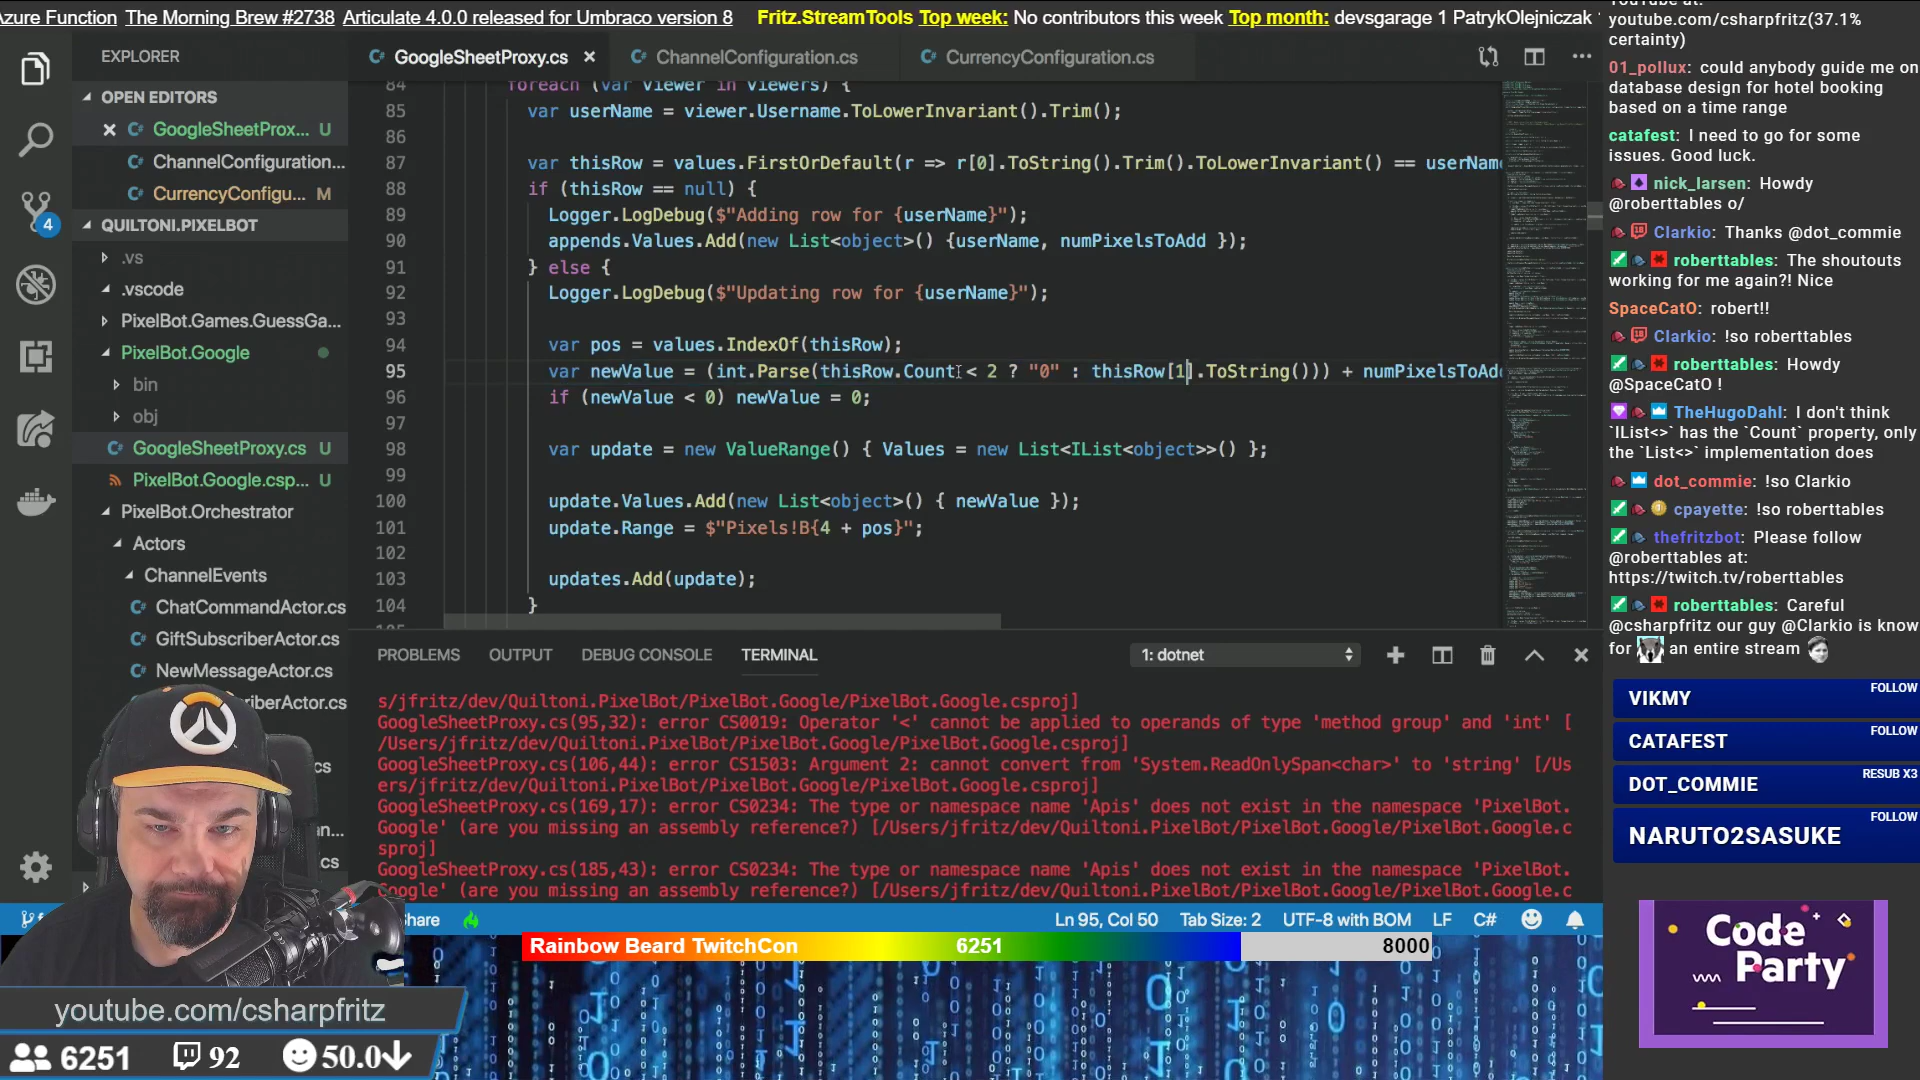 Azure Function The Morning Brew #2738 Articulate 4.0.0 released for Umbraco version 8
Fritz.StreamTools Top week: No contributors this week Top month: devsgarage 1 PatrykOlejniczak
EXPLORER
OPEN EDITORS
GoogleSheetProx... U
ChannelConfiguration...
CurrencyConfigu... M
QUILTONI.PIXELBOT
.vs
.vscode
PixelBot.Games.GuessGa...
PixelBot.Google
bin
obj
GoogleSheetProxy.cs U
PixelBot.Google.csp... U
PixelBot.Orchestrator
Actors
ChannelEvents
ChatCommandActor.cs
GiftSubscriberActor.cs
NewMessageActor.cs
riberActor.cs
cs
an...
cs
4
GoogleSheetProxy.cs
ChannelConfiguration.cs
CurrencyConfiguration.cs
84 foreach (var viewer in viewers) {
85 var userName = viewer.Username.ToLowerInvariant().Trim();
86
87 var thisRow = values.FirstOrDefault(r => r[0].ToString().Trim().ToLowerInvariant() == userName
88 if (thisRow == null) {
89 Logger.LogDebug($"Adding row for {userName}");
90 appends.Values.Add(new List<object>() {userName, numPixelsToAdd });
91 } else {
92 Logger.LogDebug($"Updating row for {userName}");
93
94 var pos = values.IndexOf(thisRow);
95 var newValue = (int.Parse(thisRow.Count < 2 ? "0" : thisRow[1].ToString())) + numPixelsToAdd
96 if (newValue < 0) newValue = 0;
97
98 var update = new ValueRange() { Values = new List<IList<object>>() };
99
100 update.Values.Add(new List<object>() { newValue });
101 update.Range = $"Pixels!B{4 + pos}";
102
103 updates.Add(update);
104 }
PROBLEMS OUTPUT DEBUG CONSOLE TERMINAL
1: dotnet
s/jfritz/dev/Quiltoni.PixelBot/PixelBot.Google/PixelBot.Google.csproj]
GoogleSheetProxy.cs(95,32): error CS0019: Operator '<' cannot be applied to operands of type 'method group' and 'int' [
/Users/jfritz/dev/Quiltoni.PixelBot/PixelBot.Google/PixelBot.Google.csproj]
GoogleSheetProxy.cs(106,44): error CS1503: Argument 2: cannot convert from 'System.ReadOnlySpan<char>' to 'string' [/Us
ers/jfritz/dev/Quiltoni.PixelBot/PixelBot.Google/PixelBot.Google.csproj]
GoogleSheetProxy.cs(169,17): error CS0234: The type or namespace name 'Apis' does not exist in the namespace 'PixelBot.
Google' (are you missing an assembly reference?) [/Users/jfritz/dev/Quiltoni.PixelBot/PixelBot.Google/PixelBot.Google.c
sproj]
GoogleSheetProxy.cs(185,43): error CS0234: The type or namespace name 'Apis' does not exist in the namespace 'PixelBot.
Google' (are you missing an assembly reference?) [/Users/jfritz/dev/Quiltoni.PixelBot/PixelBot.Google/PixelBot.Google.c
hare
Ln 95, Col 50 Tab Size: 2 UTF-8 with BOM LF C#
Rainbow Beard TwitchCon 6251 8000
youtube.com/csharpfritz
6251 92 50.0
YouTube at:
youtube.com/csharpfritz(37.1%
certainty)
01_pollux: could anybody guide me on
database design for hotel booking
based on a time range
catafest: I need to go for some
issues. Good luck.
nick_larsen: Howdy
@roberttables o/
Clarkio: Thanks @dot_commie
roberttables: The shoutouts
working for me again?! Nice
SpaceCatO: robert!!
Clarkio: !so roberttables
roberttables: Howdy
@SpaceCatO !
TheHugoDahl: I don't think
`IList<>` has the `Count` property, only
the `List<>` implementation does
dot_commie: !so Clarkio
cpayette: !so roberttables
thefritzbot: Please follow
@roberttables at:
https://twitch.tv/roberttables
roberttables: Careful
@csharpfritz our guy @Clarkio is know
for an entire stream
VIKMY FOLLOW
CATAFEST FOLLOW
DOT_COMMIE RESUB X3
NARUTO2SASUKE FOLLOW
Code
Party